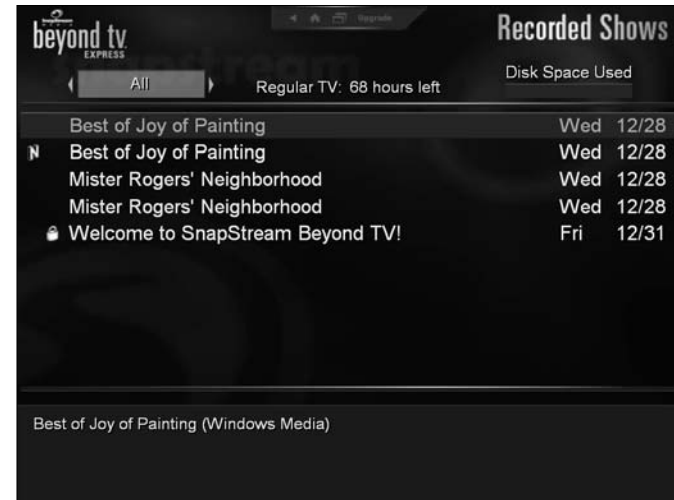 beyond tv
EXPRESS
Upgrade
Recorded Shows
All
Regular TV: 68 hours left
Disk Space Used
Best of Joy of Painting Wed 12/28
N Best of Joy of Painting Wed 12/28
Mister Rogers' Neighborhood Wed 12/28
Mister Rogers' Neighborhood Wed 12/28
Welcome to SnapStream Beyond TV! Fri 12/31
Best of Joy of Painting (Windows Media)